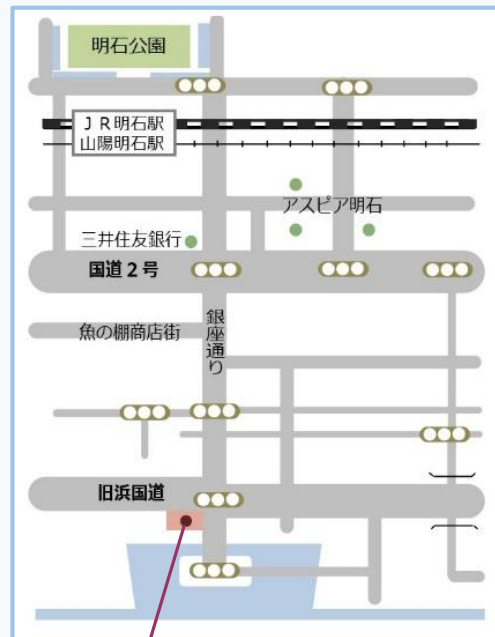 明石公園
ＪＲ明石駅
山陽明石駅
アスピア明石
三井住友銀行
国道２号
魚の棚商店街
銀座通り
旧浜国道